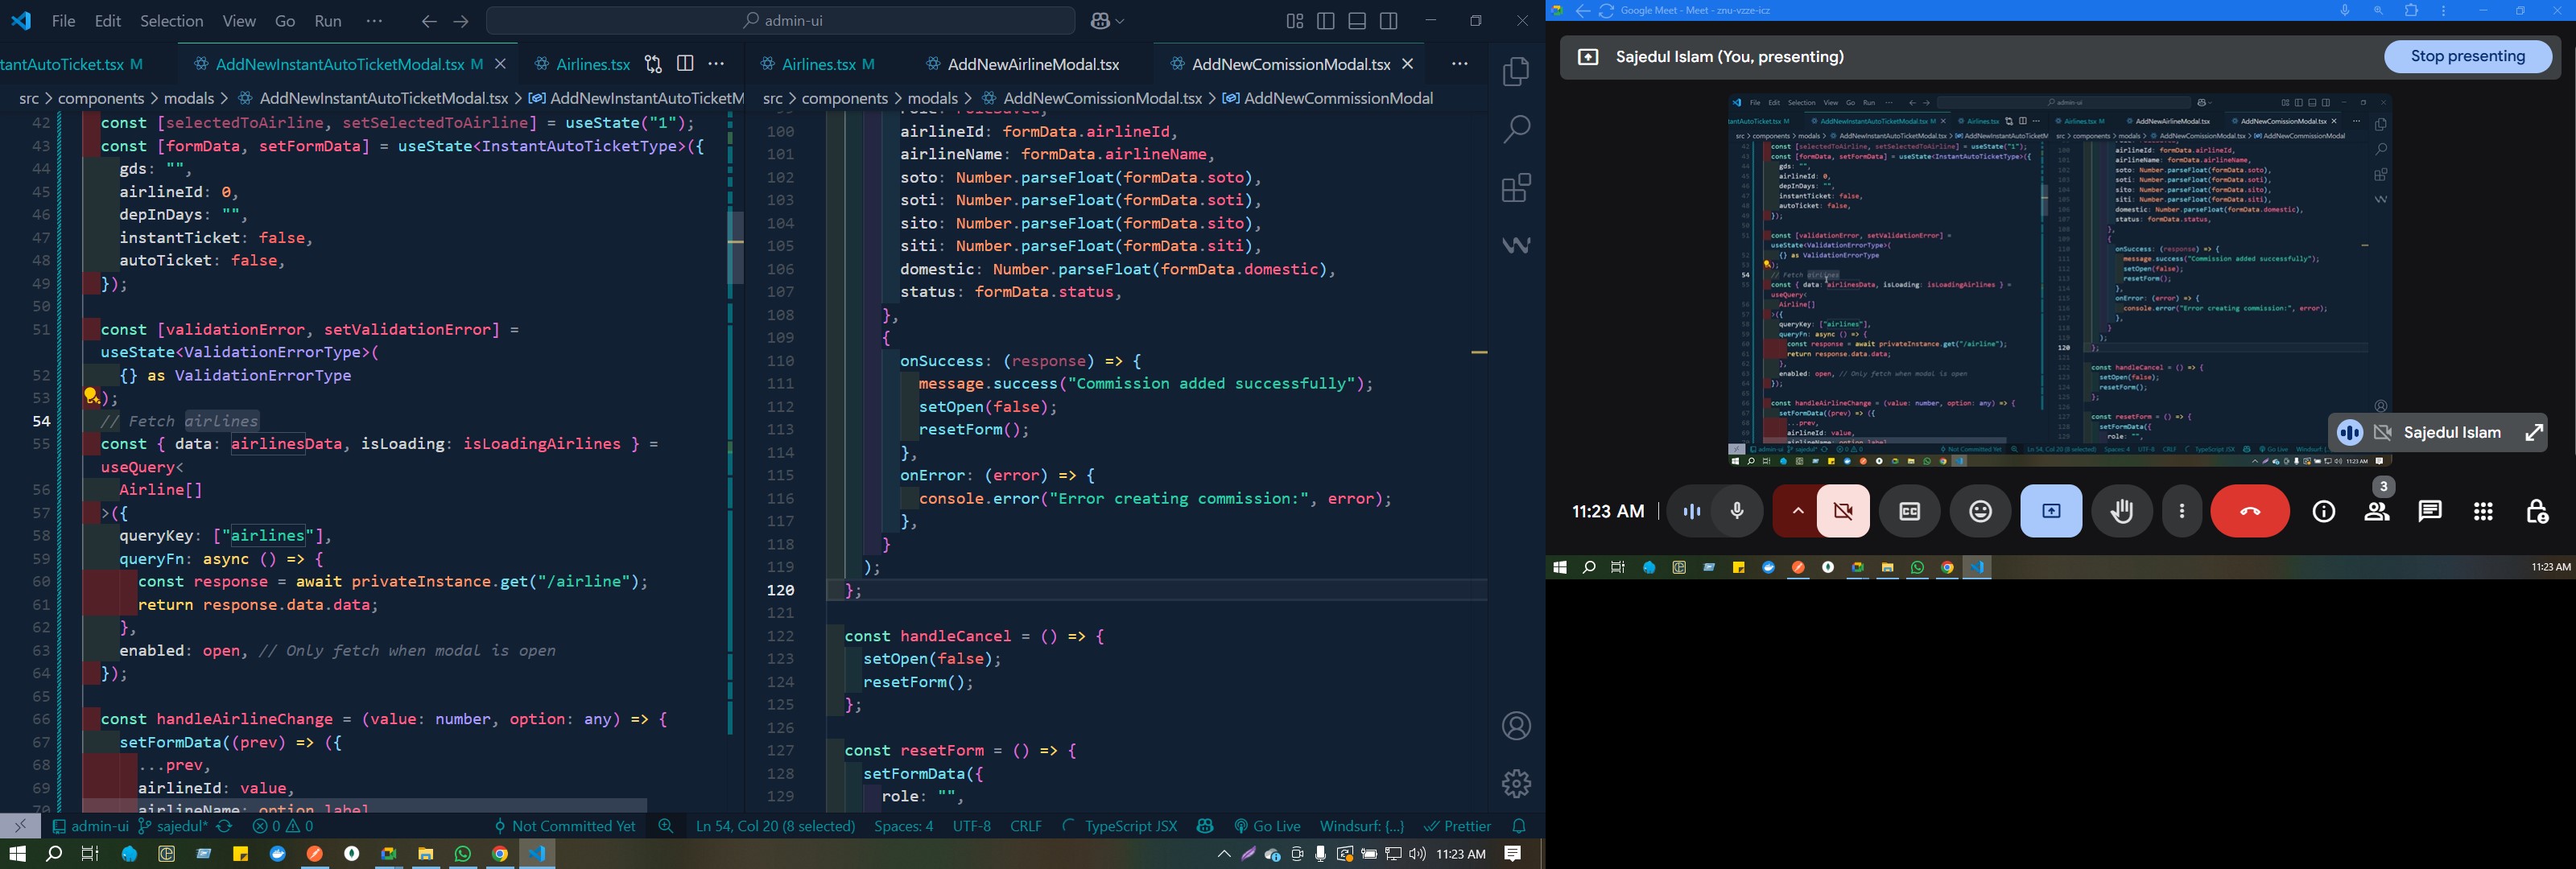 File Edit Selection View Go Run ··· admin-ui
tantAutoTicket.tsx M AddNewInstantAutoTicketModal.tsx M Airlines.tsx
src > components > modals > AddNewInstantAutoTicketModal.tsx > AddNewInstantAutoTicketM
42 const [selectedToAirline, setSelectedToAirline] = useState("1");
43 const [formData, setFormData] = useState<InstantAutoTicketType>({
44 gds: "",
45 airlineId: 0,
46 depInDays: "",
47 instantTicket: false,
48 autoTicket: false,
49 });
50
51 const [validationError, setValidationError] =
useState<ValidationErrorType>(
52 {} as ValidationErrorType
53 );
54 // Fetch airlines
55 const { data: airlinesData, isLoading: isLoadingAirlines } =
useQuery<
56 Airline[]
57 >({
58 queryKey: ["airlines"],
59 queryFn: async () => {
60 const response = await privateInstance.get("/airline");
61 return response.data.data;
62 },
63 enabled: open, // Only fetch when modal is open
64 });
65
66 const handleAirlineChange = (value: number, option: any) => {
67 setFormData((prev) => ({
68 ...prev,
69 airlineId: value,
70 airlineName: option.label
Airlines.tsx M AddNewAirlineModal.tsx AddNewComissionModal.tsx
src > components > modals > AddNewComissionModal.tsx > AddNewCommissionModal
100 airlineId: formData.airlineId,
101 airlineName: formData.airlineName,
102 soto: Number.parseFloat(formData.soto),
103 soti: Number.parseFloat(formData.soti),
104 sito: Number.parseFloat(formData.sito),
105 siti: Number.parseFloat(formData.siti),
106 domestic: Number.parseFloat(formData.domestic),
107 status: formData.status,
108 },
109 {
110 onSuccess: (response) => {
111 message.success("Commission added successfully");
112 setOpen(false);
113 resetForm();
114 },
115 onError: (error) => {
116 console.error("Error creating commission:", error);
117 },
118 }
119 );
120 };
121
122 const handleCancel = () => {
123 setOpen(false);
124 resetForm();
125 };
126
127 const resetForm = () => {
128 setFormData({
129 role: "",
admin-ui sajedul* 0 0 Not Committed Yet Ln 54, Col 20 (8 selected) Spaces: 4 UTF-8 CRLF TypeScript JSX Go Live Windsurf: {...} Prettier
11:23 AM
Google Meet - Meet - znu-vzze-icz
Sajedul Islam (You, presenting) Stop presenting
Sajedul Islam
11:23 AM 3
11:23 AM